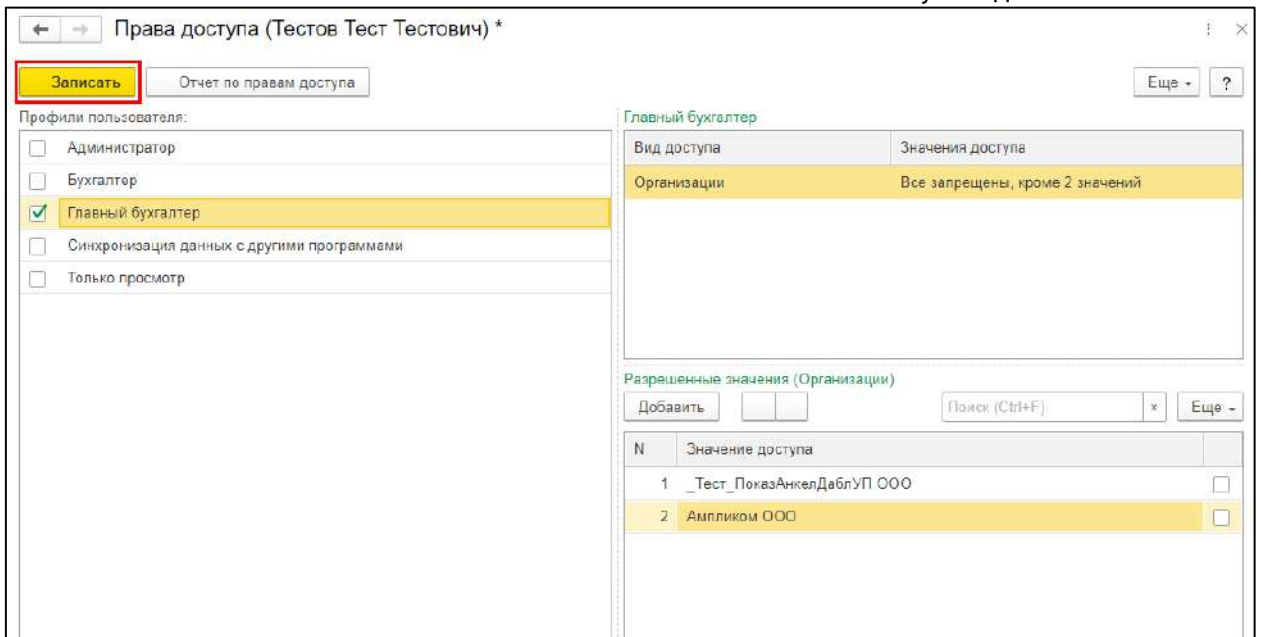 Права доступа (Тестов Тест Тестович) *
Записать
Отчет по правам доступа
Еще
?
Профили пользователя:
Администратор
Бухгалтер
Главный бухгалтер
Синхронизация данных с другими программами
Только просмотр
Главный бухгалтер
Вид доступа Значения доступа
Организации Все запрещены, кроме 2 значений
Разрешенные значения (Организации)
Добавить
Поиск (Ctrl+F)
x
Еще
N Значение доступа
1 _Тест_ПоказАнкелДаблУП ООО
2 Ампликом ООО